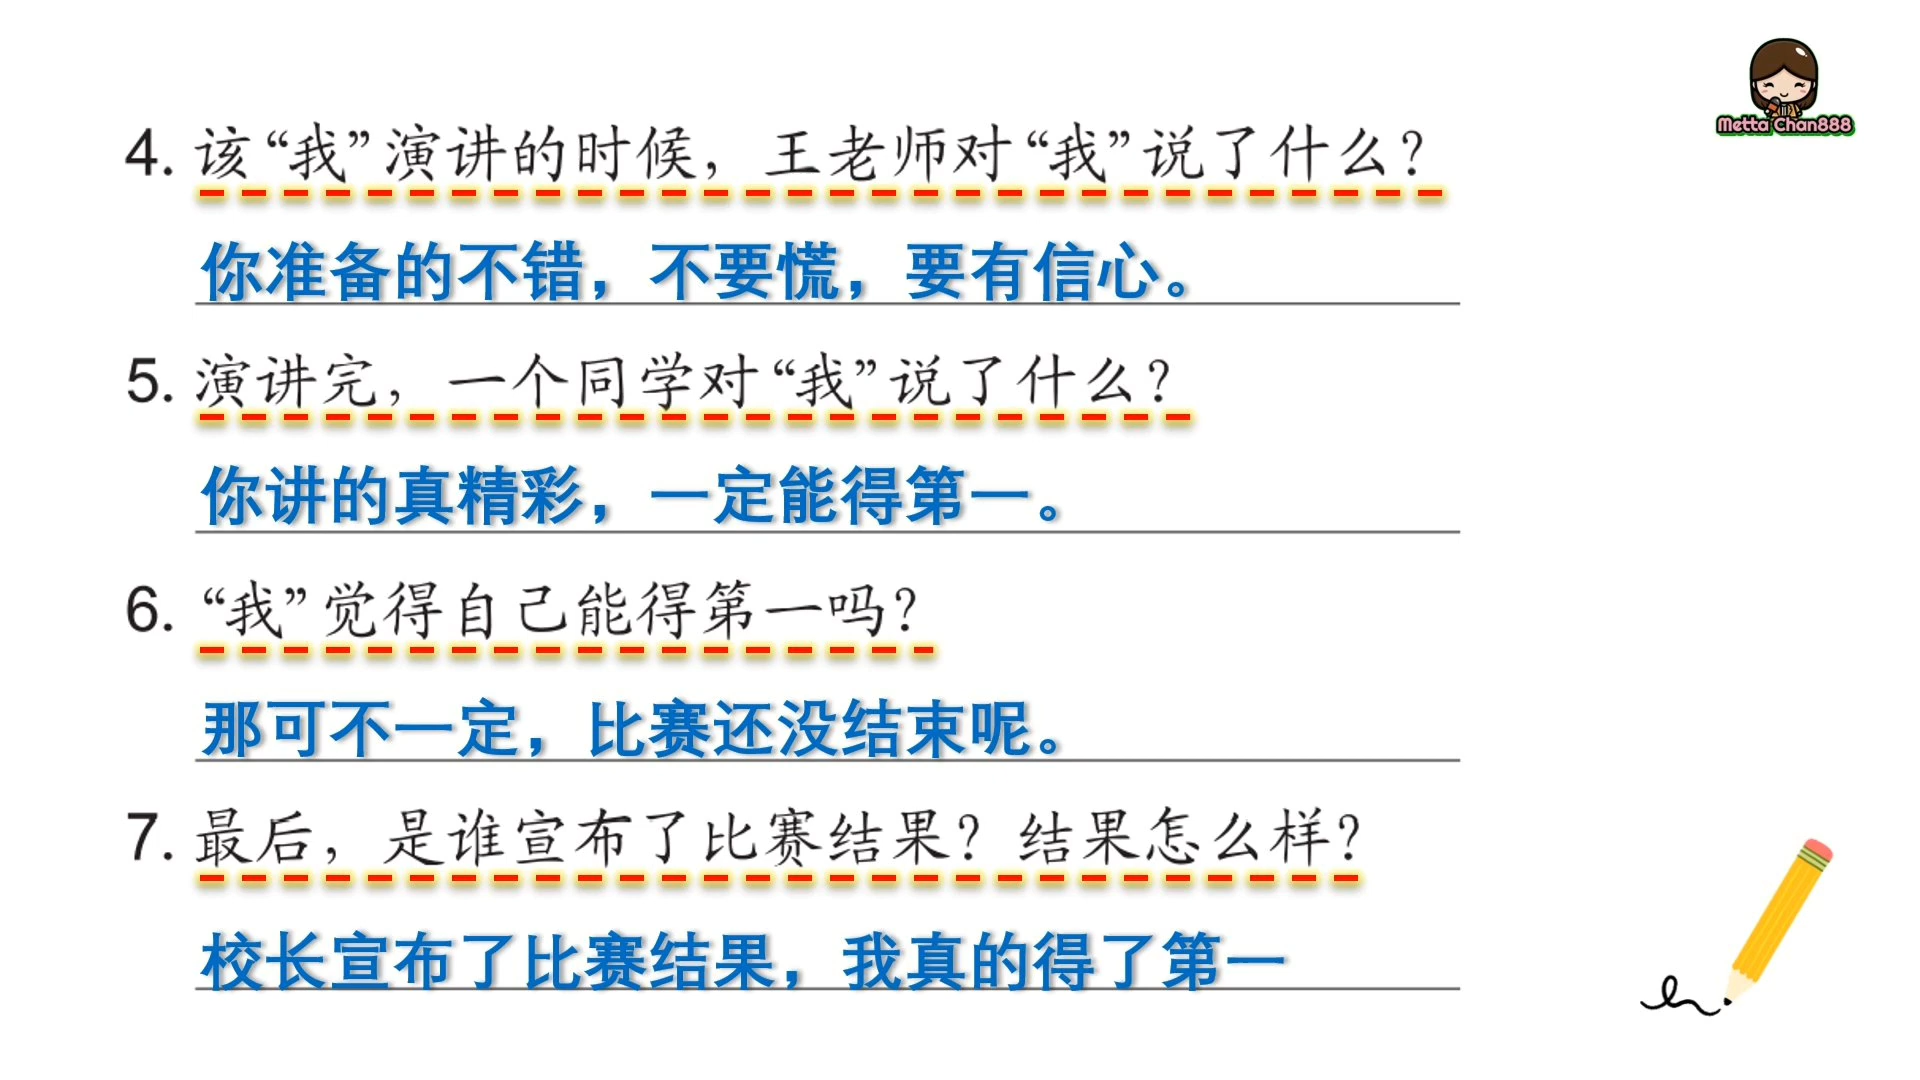 Metta Chan888
4. 该“我”演讲的时候，王老师对“我”说了什么？
你准备的不错，不要慌，要有信心。
5. 演讲完，一个同学对“我”说了什么？
你讲的真精彩，一定能得第一。
6. “我”觉得自己能得第一吗？
那可不一定，比赛还没结束呢。
7. 最后，是谁宣布了比赛结果？结果怎么样？
校长宣布了比赛结果，我真的得了第一